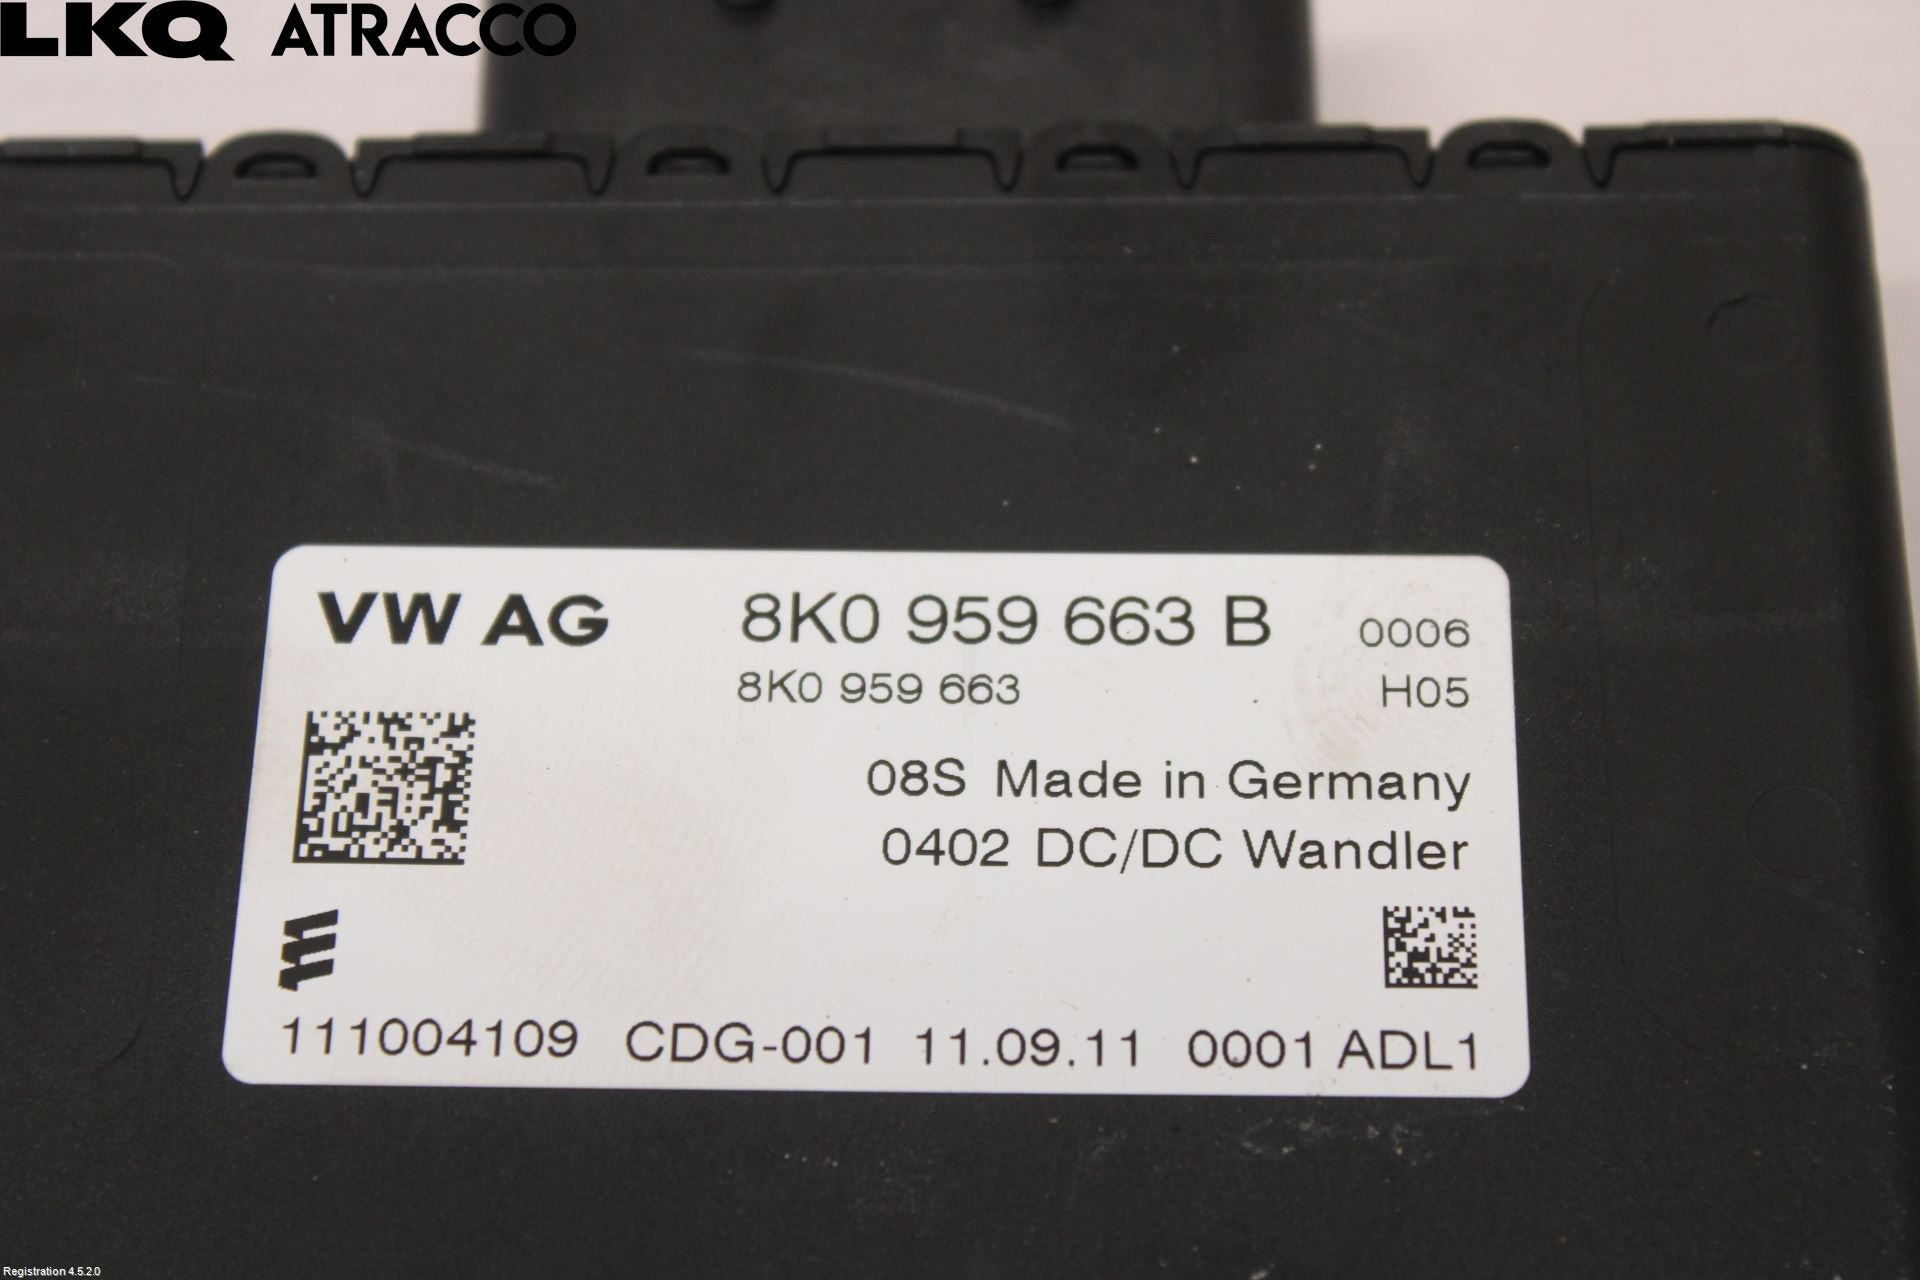 LKQ ATRACCO
VW AG 8K0 959 663 B 0006
8K0 959 663 H05
08S Made in Germany
0402 DC/DC Wandler
111004109 CDG-001 11.09.11 0001 ADL1
Registration 4.5.2.0